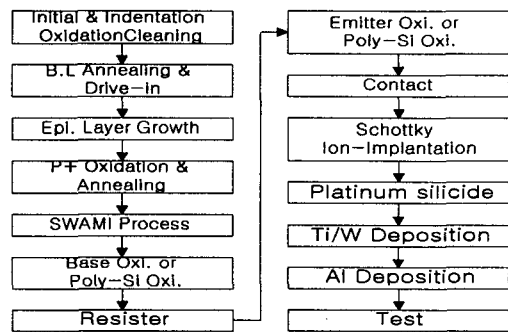 Initial & Indentation
OxidationCleaning
B.L Annealing &
Drive-in
Epi. Layer Growth
P+ Oxidation &
Annealing
SWAMI Process
Base Oxi. or
Poly-Si Oxi.
Resister
Emitter Oxi. or
Poly-Si Oxi.
Contact
Schottky
Ion-Implantation
Platinum silicide
Ti/W Deposition
Al Deposition
Test